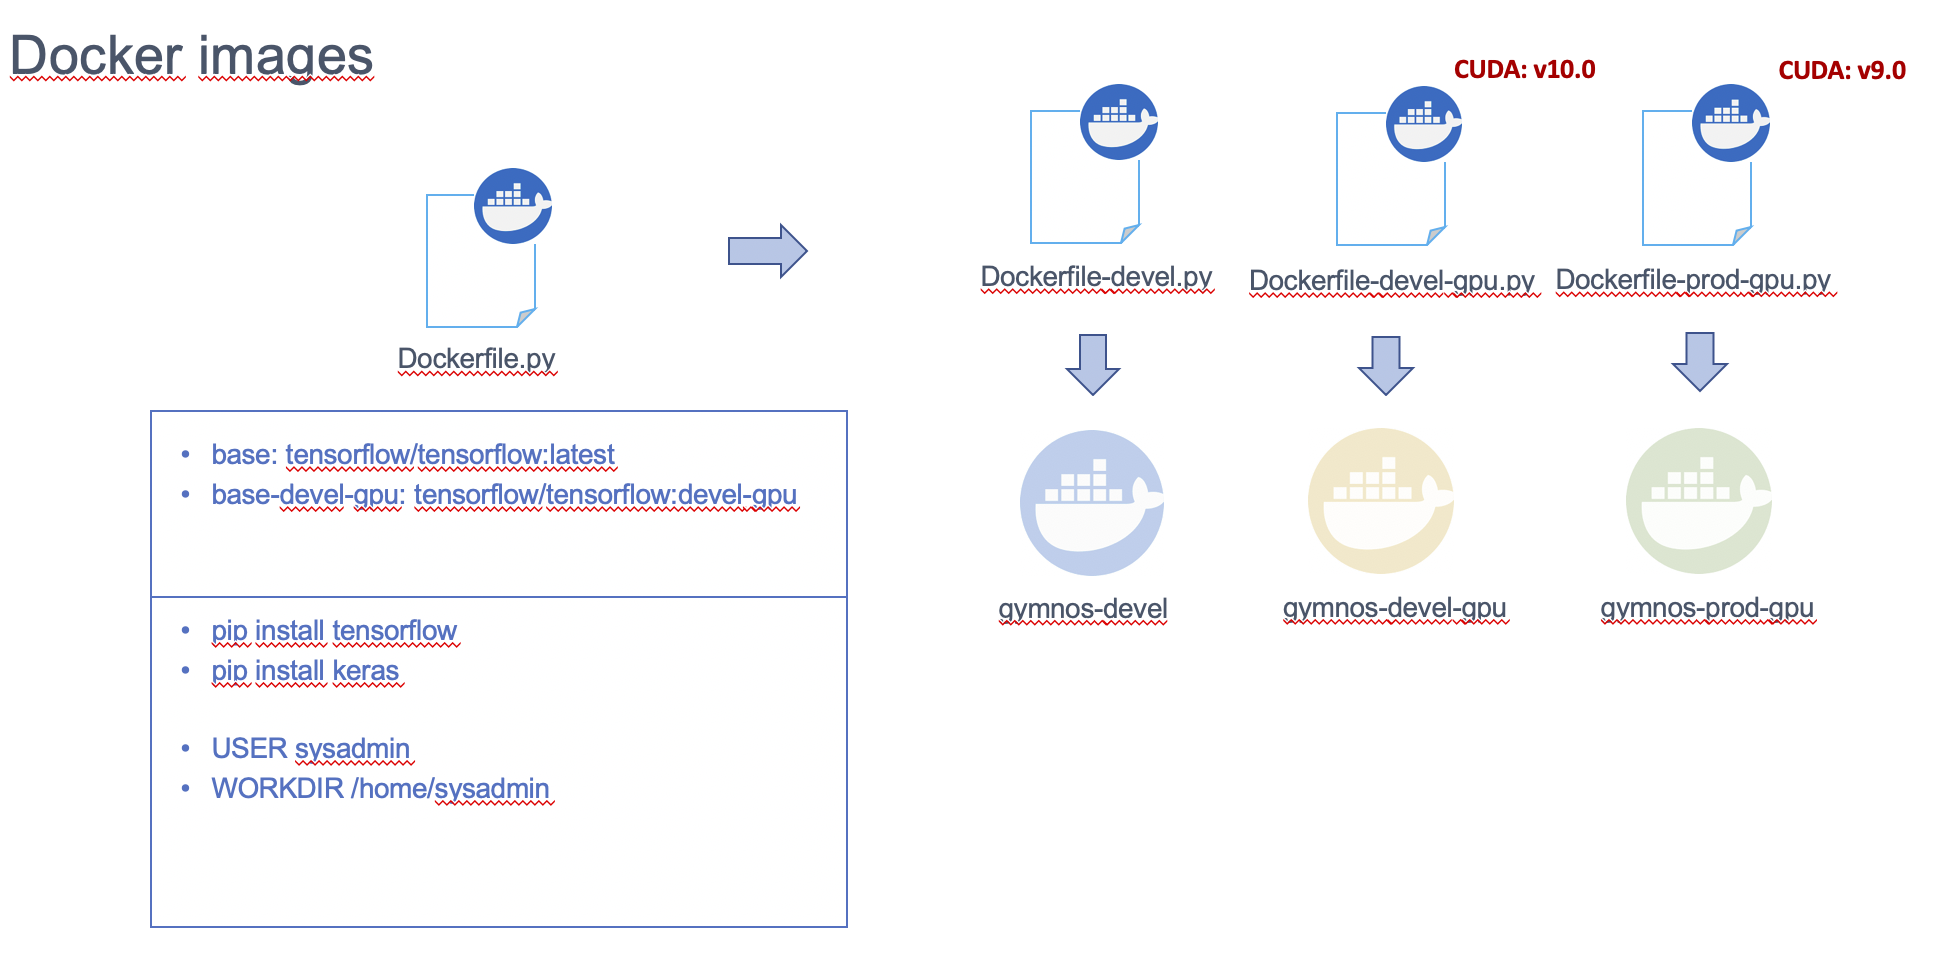 Docker images
CUDA: v10.0
CUDA: v9.0
Dockerfile.py
Dockerfile-devel.py
Dockerfile-devel-gpu.py
Dockerfile-prod-gpu.py
• base: tensorflow/tensorflow:latest
• base-devel-gpu: tensorflow/tensorflow:devel-gpu
• pip install tensorflow
• pip install keras
• USER sysadmin
• WORKDIR /home/sysadmin
gymnos-devel
gymnos-devel-gpu
gymnos-prod-gpu